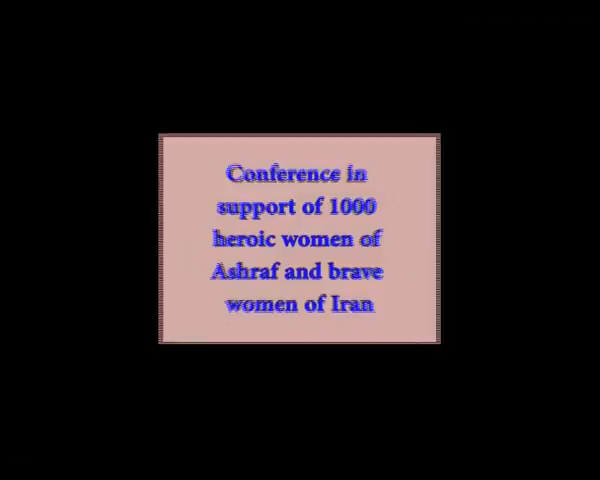 Conference in
support of 1000
heroic women of
Ashraf and brave
women of Iran